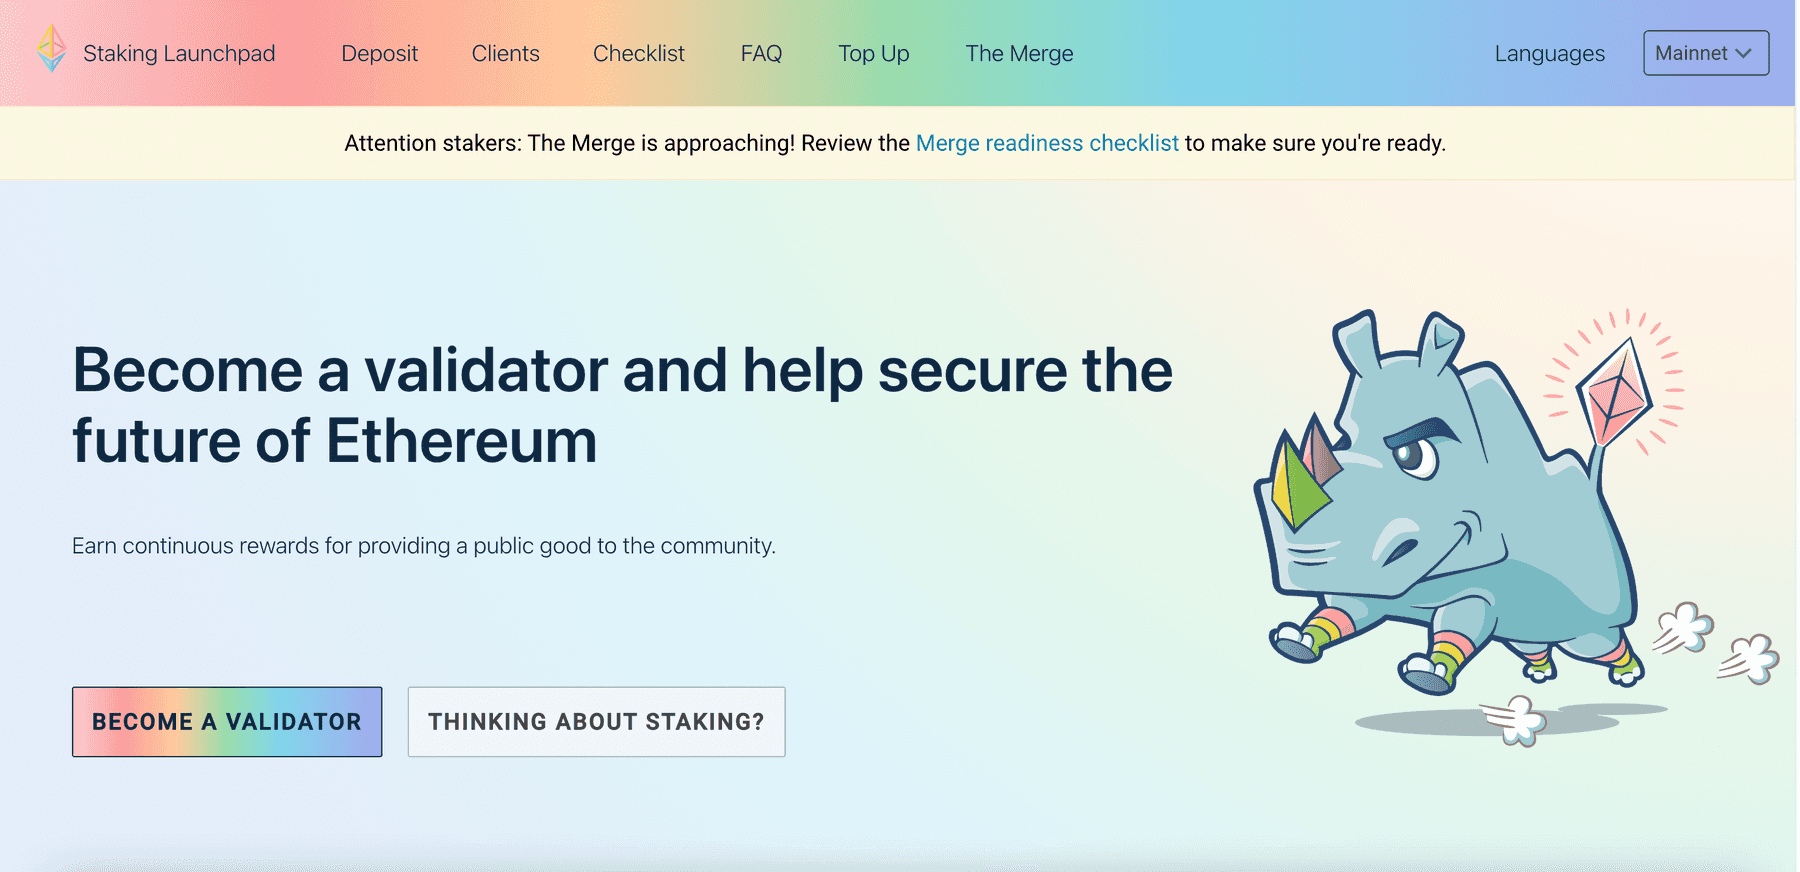 Staking Launchpad Deposit Clients Checklist FAQ Top Up The Merge Languages Mainnet
Attention stakers: The Merge is approaching! Review the Merge readiness checklist to make sure you're ready.
Become a validator and help secure the
future of Ethereum
Earn continuous rewards for providing a public good to the community.
BECOME A VALIDATOR THINKING ABOUT STAKING?